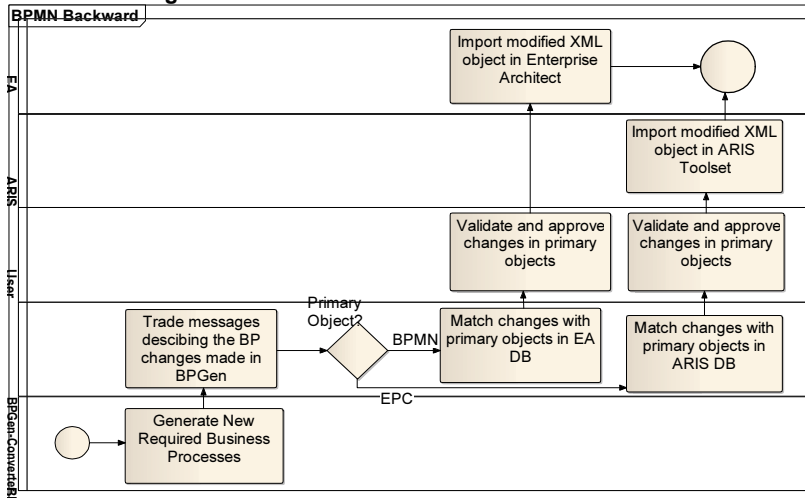 BPMN Backward
EA
Import modified XML
object in Enterprise
Architect
ARIS
Import modified XML
object in ARIS
Toolset
User
Validate and approve
changes in primary
objects
Validate and approve
changes in primary
objects
Trade messages
descibing the BP
changes made in
BPGen
Primary
Object?
BPMN
Match changes with
primary objects in EA
DB
Match changes with
primary objects in
ARIS DB
EPC
Generate New
Required Business
Processes